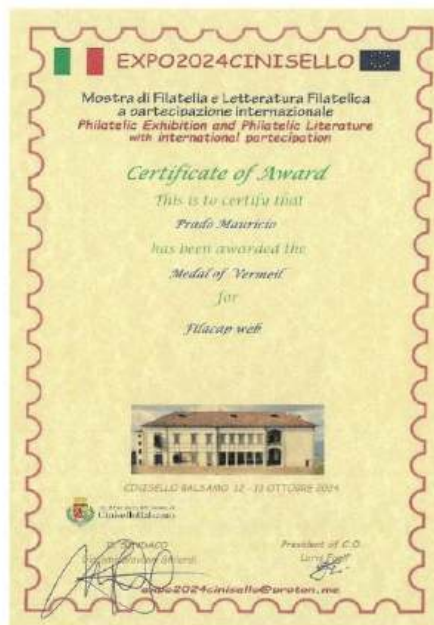 EXPO2024CINISELLO
Mostra di Filatelia e Letteratura Filatelica
a partecipazione internazionale
Philatelic Exhibition and Philatelic Literature
with international partecipation
Certificate of Award
This is to certify that
Prado Mauricio
has been awarded the
Medal of Vermeil
for
Filacap web
CINISELLO BALSAMO 12 - 13 OTTOBRE 2024
CiniselloBalsamo
IL SINDACO
President of C.O.
expo2024cinisello@proton.me